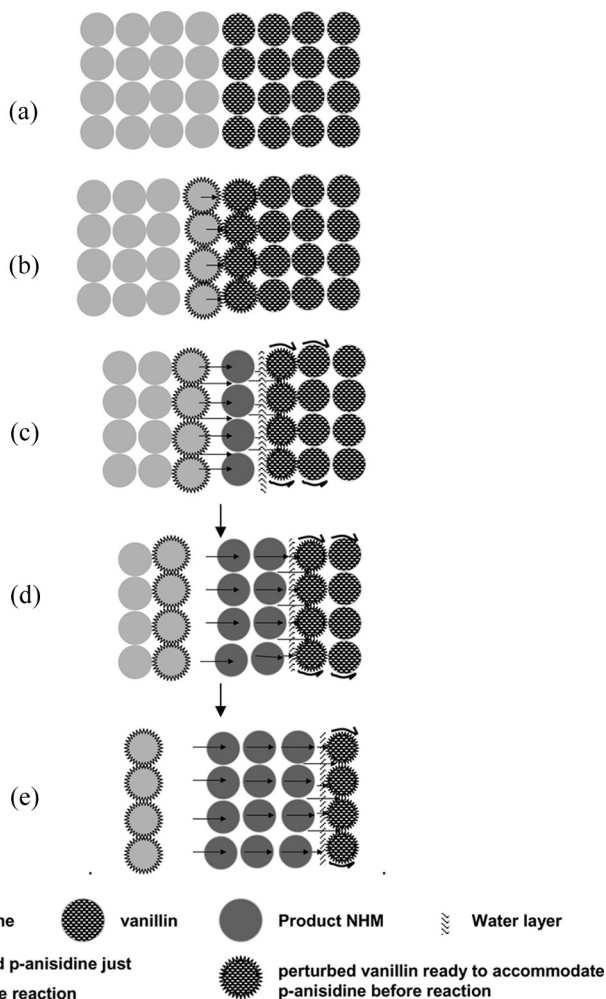 (a)
(b)
(c)
(d)
(e)
vanillin Product NHM Water layer
p-anisidine just perturbed vanillin ready to accommodate
reaction p-anisidine before reaction